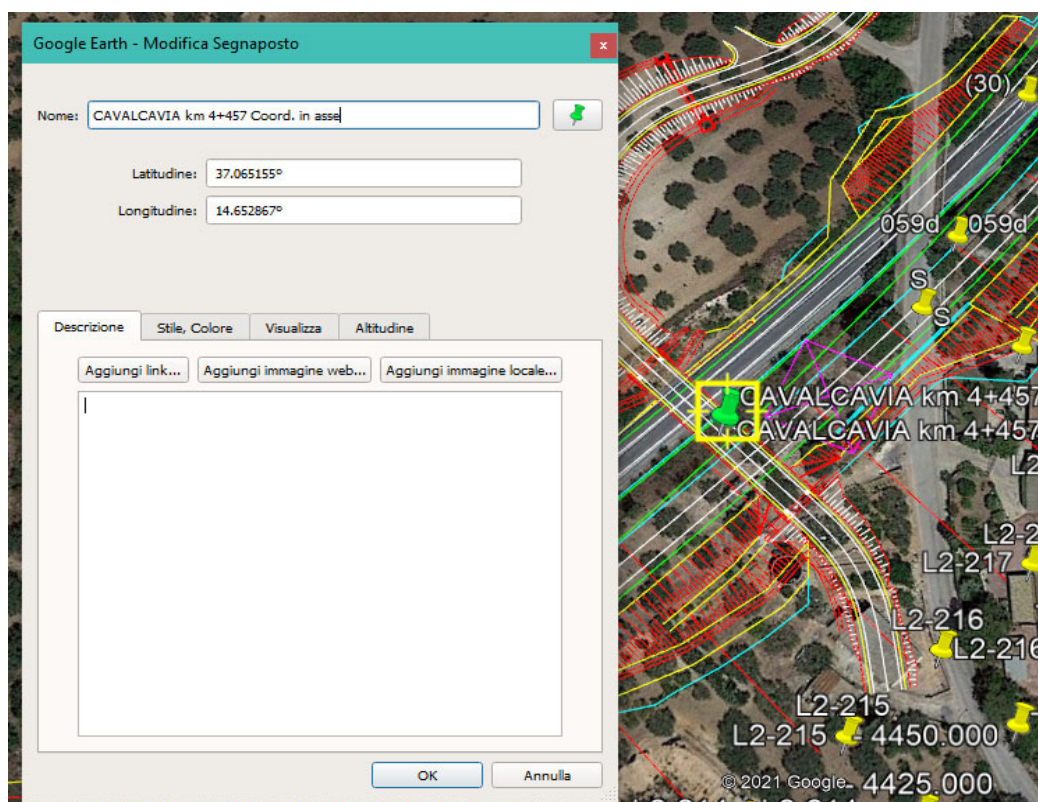 Google Earth - Modifica Segnaposto
x
Nome: CAVALCAVIA km 4+457 Coord. in asse
Latitudine: 37.065155°
Longitudine: 14.652867°
Descrizione Stile, Colore Visualizza Altitudine
Aggiungi link... Aggiungi immagine web... Aggiungi immagine locale...
OK Annulla
(30)
059d 059d
S
S
CAVALCAVIA km 4+457
CAVALCAVIA km 4+457
L2
L2-2
L2-217
L2-216
L2-216
L2-215
L2-215 - 4450.000
© 2021 Google - 4425.000